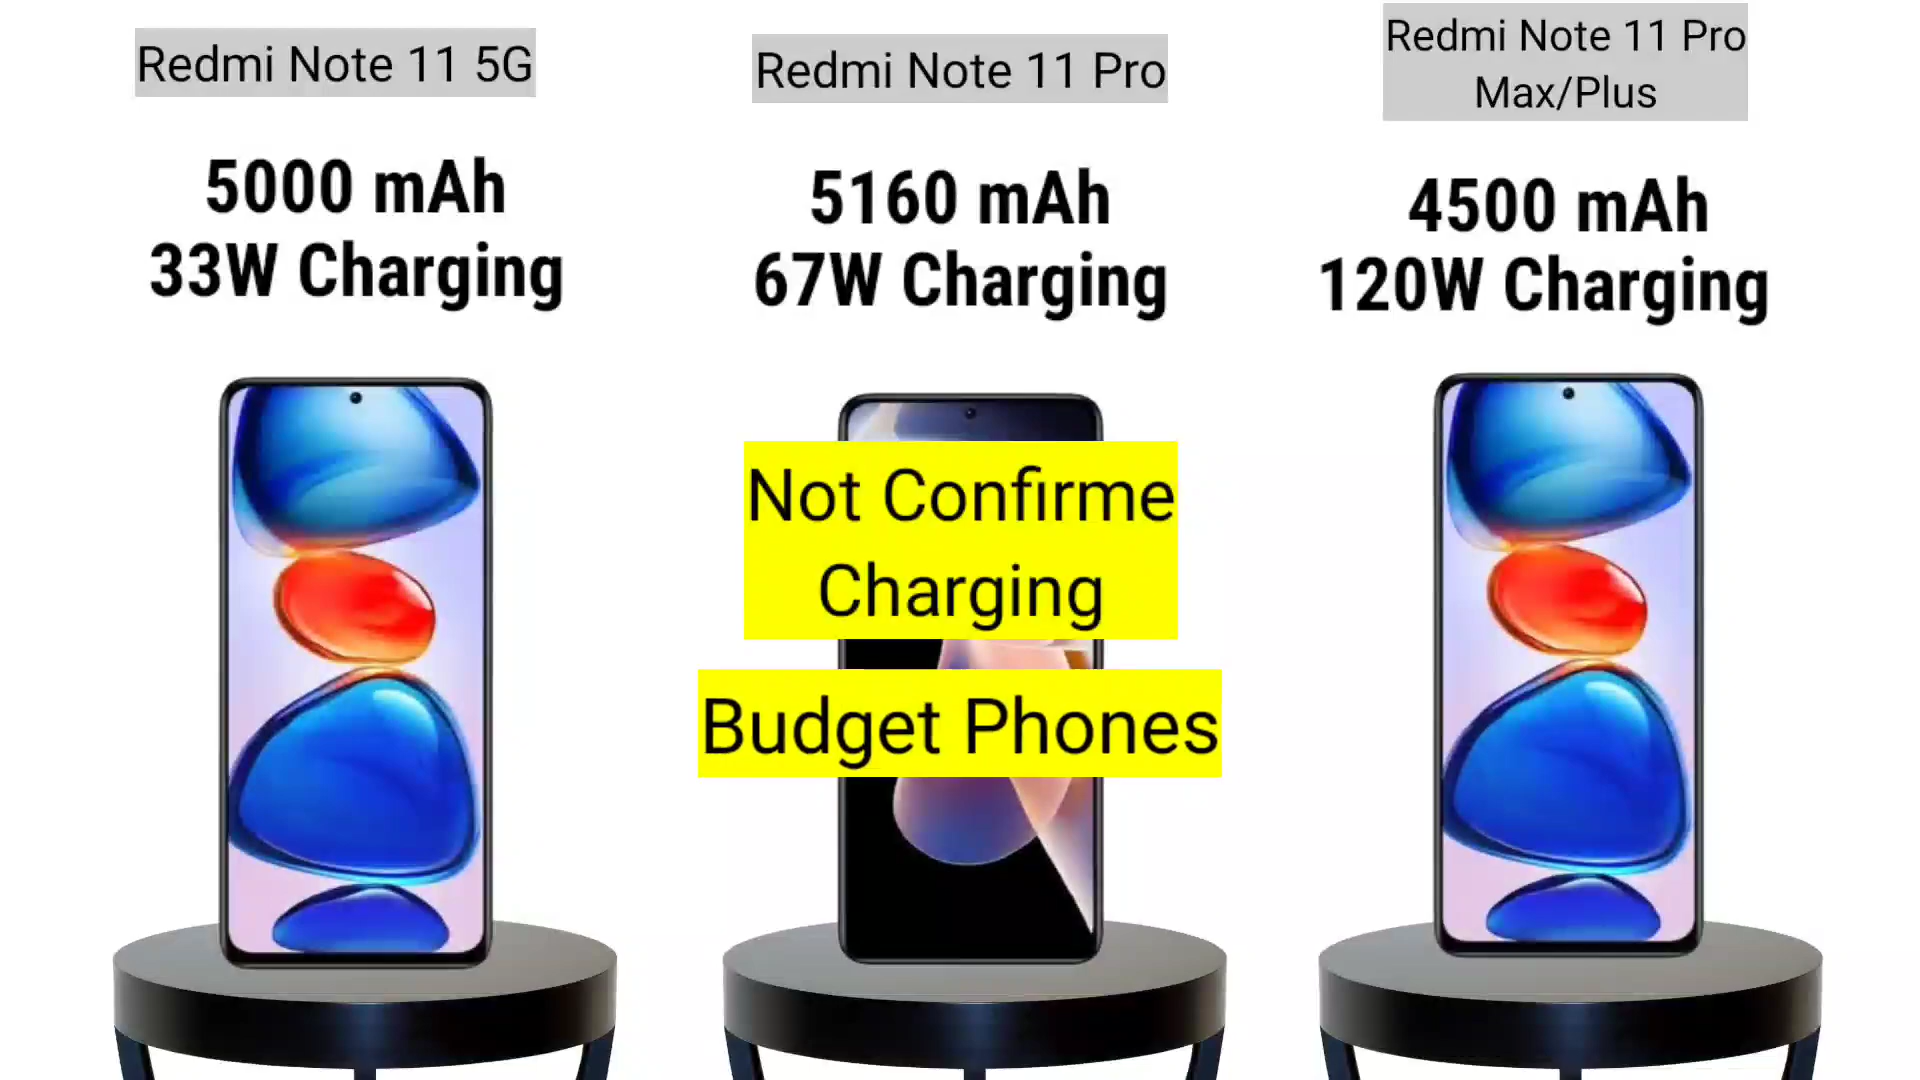 Redmi Note 11 5G
5000 mAh
33W Charging
Redmi Note 11 Pro
5160 mAh
67W Charging
Not Confirme
Charging
Budget Phones
Redmi Note 11 Pro
Max/Plus
4500 mAh
120W Charging